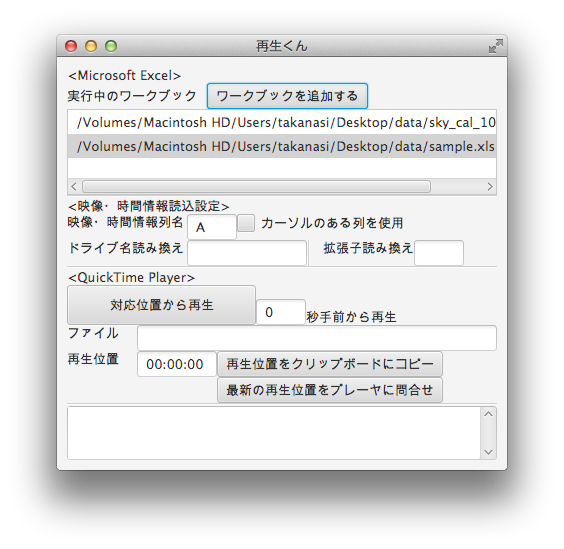 再生くん
<Microsoft Excel>
実行中のワークブック ワークブックを追加する
/Volumes/Macintosh HD/Users/takanasi/Desktop/data/sky_cal_10
/Volumes/Macintosh HD/Users/takanasi/Desktop/data/sample.xls
<映像・時間情報読込設定>
映像・時間情報列名 A カーソルのある列を使用
ドライブ名読み換え 拡張子読み換え
<QuickTime Player>
対応位置から再生 0 秒手前から再生
ファイル
再生位置 00:00:00 再生位置をクリップボードにコピー
最新の再生位置をプレーヤに問合せ